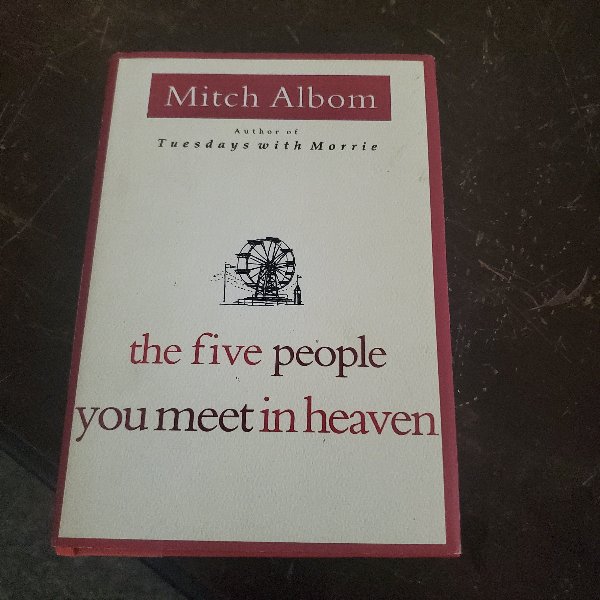 Mitch Albom
Author of
Tuesdays with Morrie
the five people
you meet in heaven